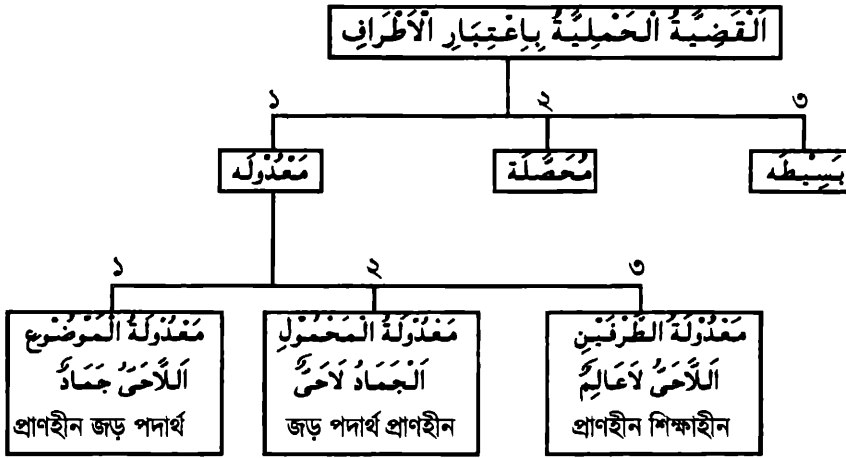 اَلْقَضِيَّةُ الْحَمْلِيَّةُ بِاِعْتِبَارِ الْاَطْرَافِ
১ ২ ৩
مَعْدُوْلَه مُحَصَّلَة بَسِيْطَه
১ ২ ৩
مَعْدُوْلَةُ الْمَوْضُوْعِ
اَللَّاحَىُّ جَمَادٌ
প্রাণহীন জড় পদার্থ
مَعْدُوْلَةُ الْمَحْمُوْلِ
اَلْجَمَادُ لَاحَىٌّ
জড় পদার্থ প্রাণহীন
مَعْدُوْلَةُ الطَّرْفَيْنِ
اَللَّاحَىُّ لَاعَالِمٌ
প্রাণহীন শিক্ষাহীন